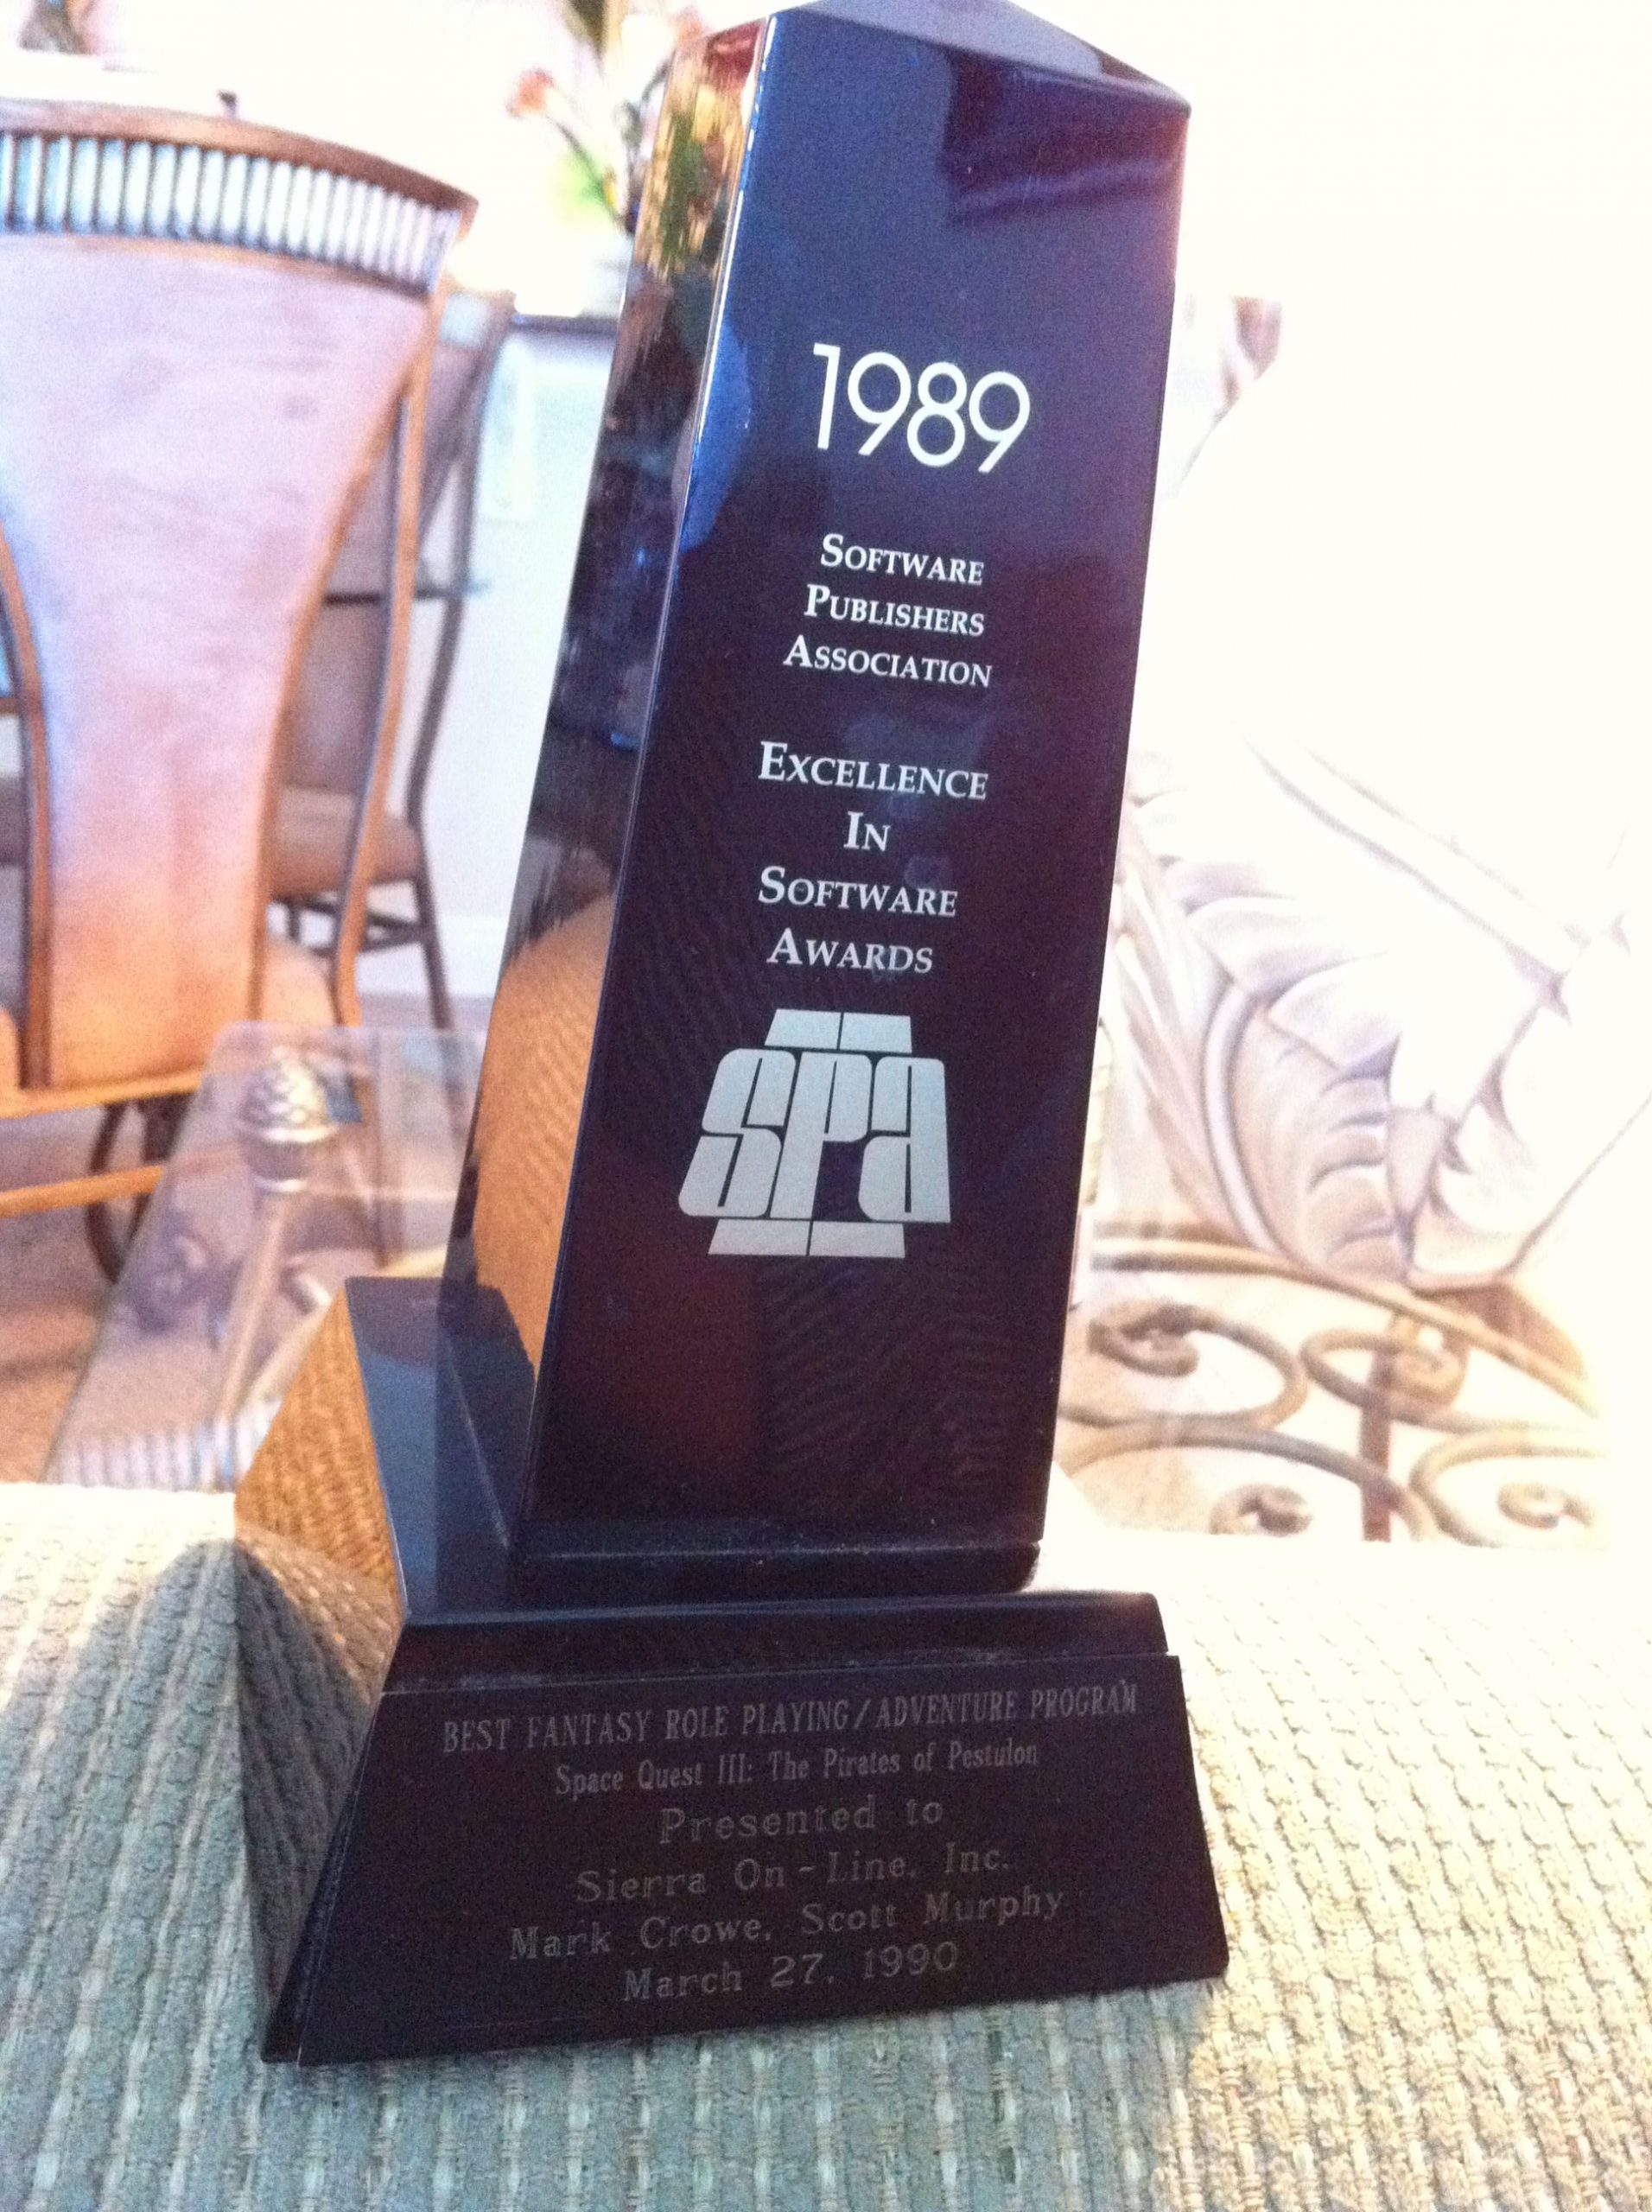 1989
SOFTWARE
PUBLISHERS
ASSOCIATION
EXCELLENCE
IN
SOFTWARE
AWARDS
spa
BEST FANTASY ROLE PLAYING/ADVENTURE PROGRAM
Space Quest III: The Pirates of Pestulon
Presented to
Sierra On-Line, Inc.
Mark Crowe, Scott Murphy
March 27, 1990